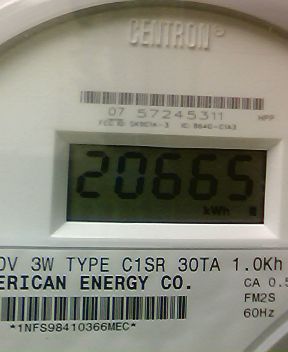 CENTRON®
07 57245311 HPP
20665
kWh
0V 3W TYPE C1SR 30TA 1.0Kh
ERICAN ENERGY CO. CA 0.5
FM2S
*1NFS98410366MEC* 60Hz